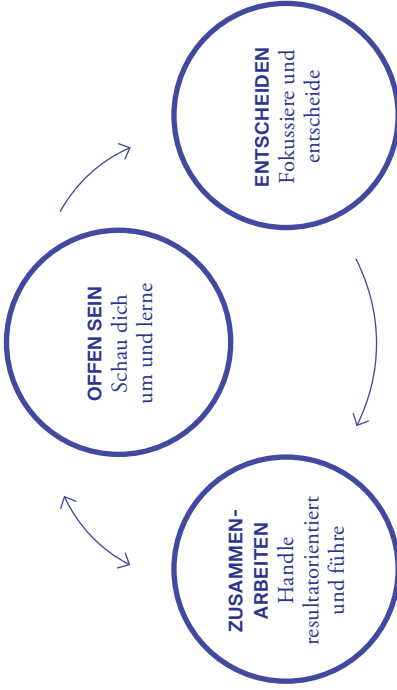 OFFEN SEIN
Schau dich
um und lerne
ENTSCHEIDEN
Fokussiere und
entscheide
ZUSAMMEN-
ARBEITEN
Handle
resultatorientiert
und führe